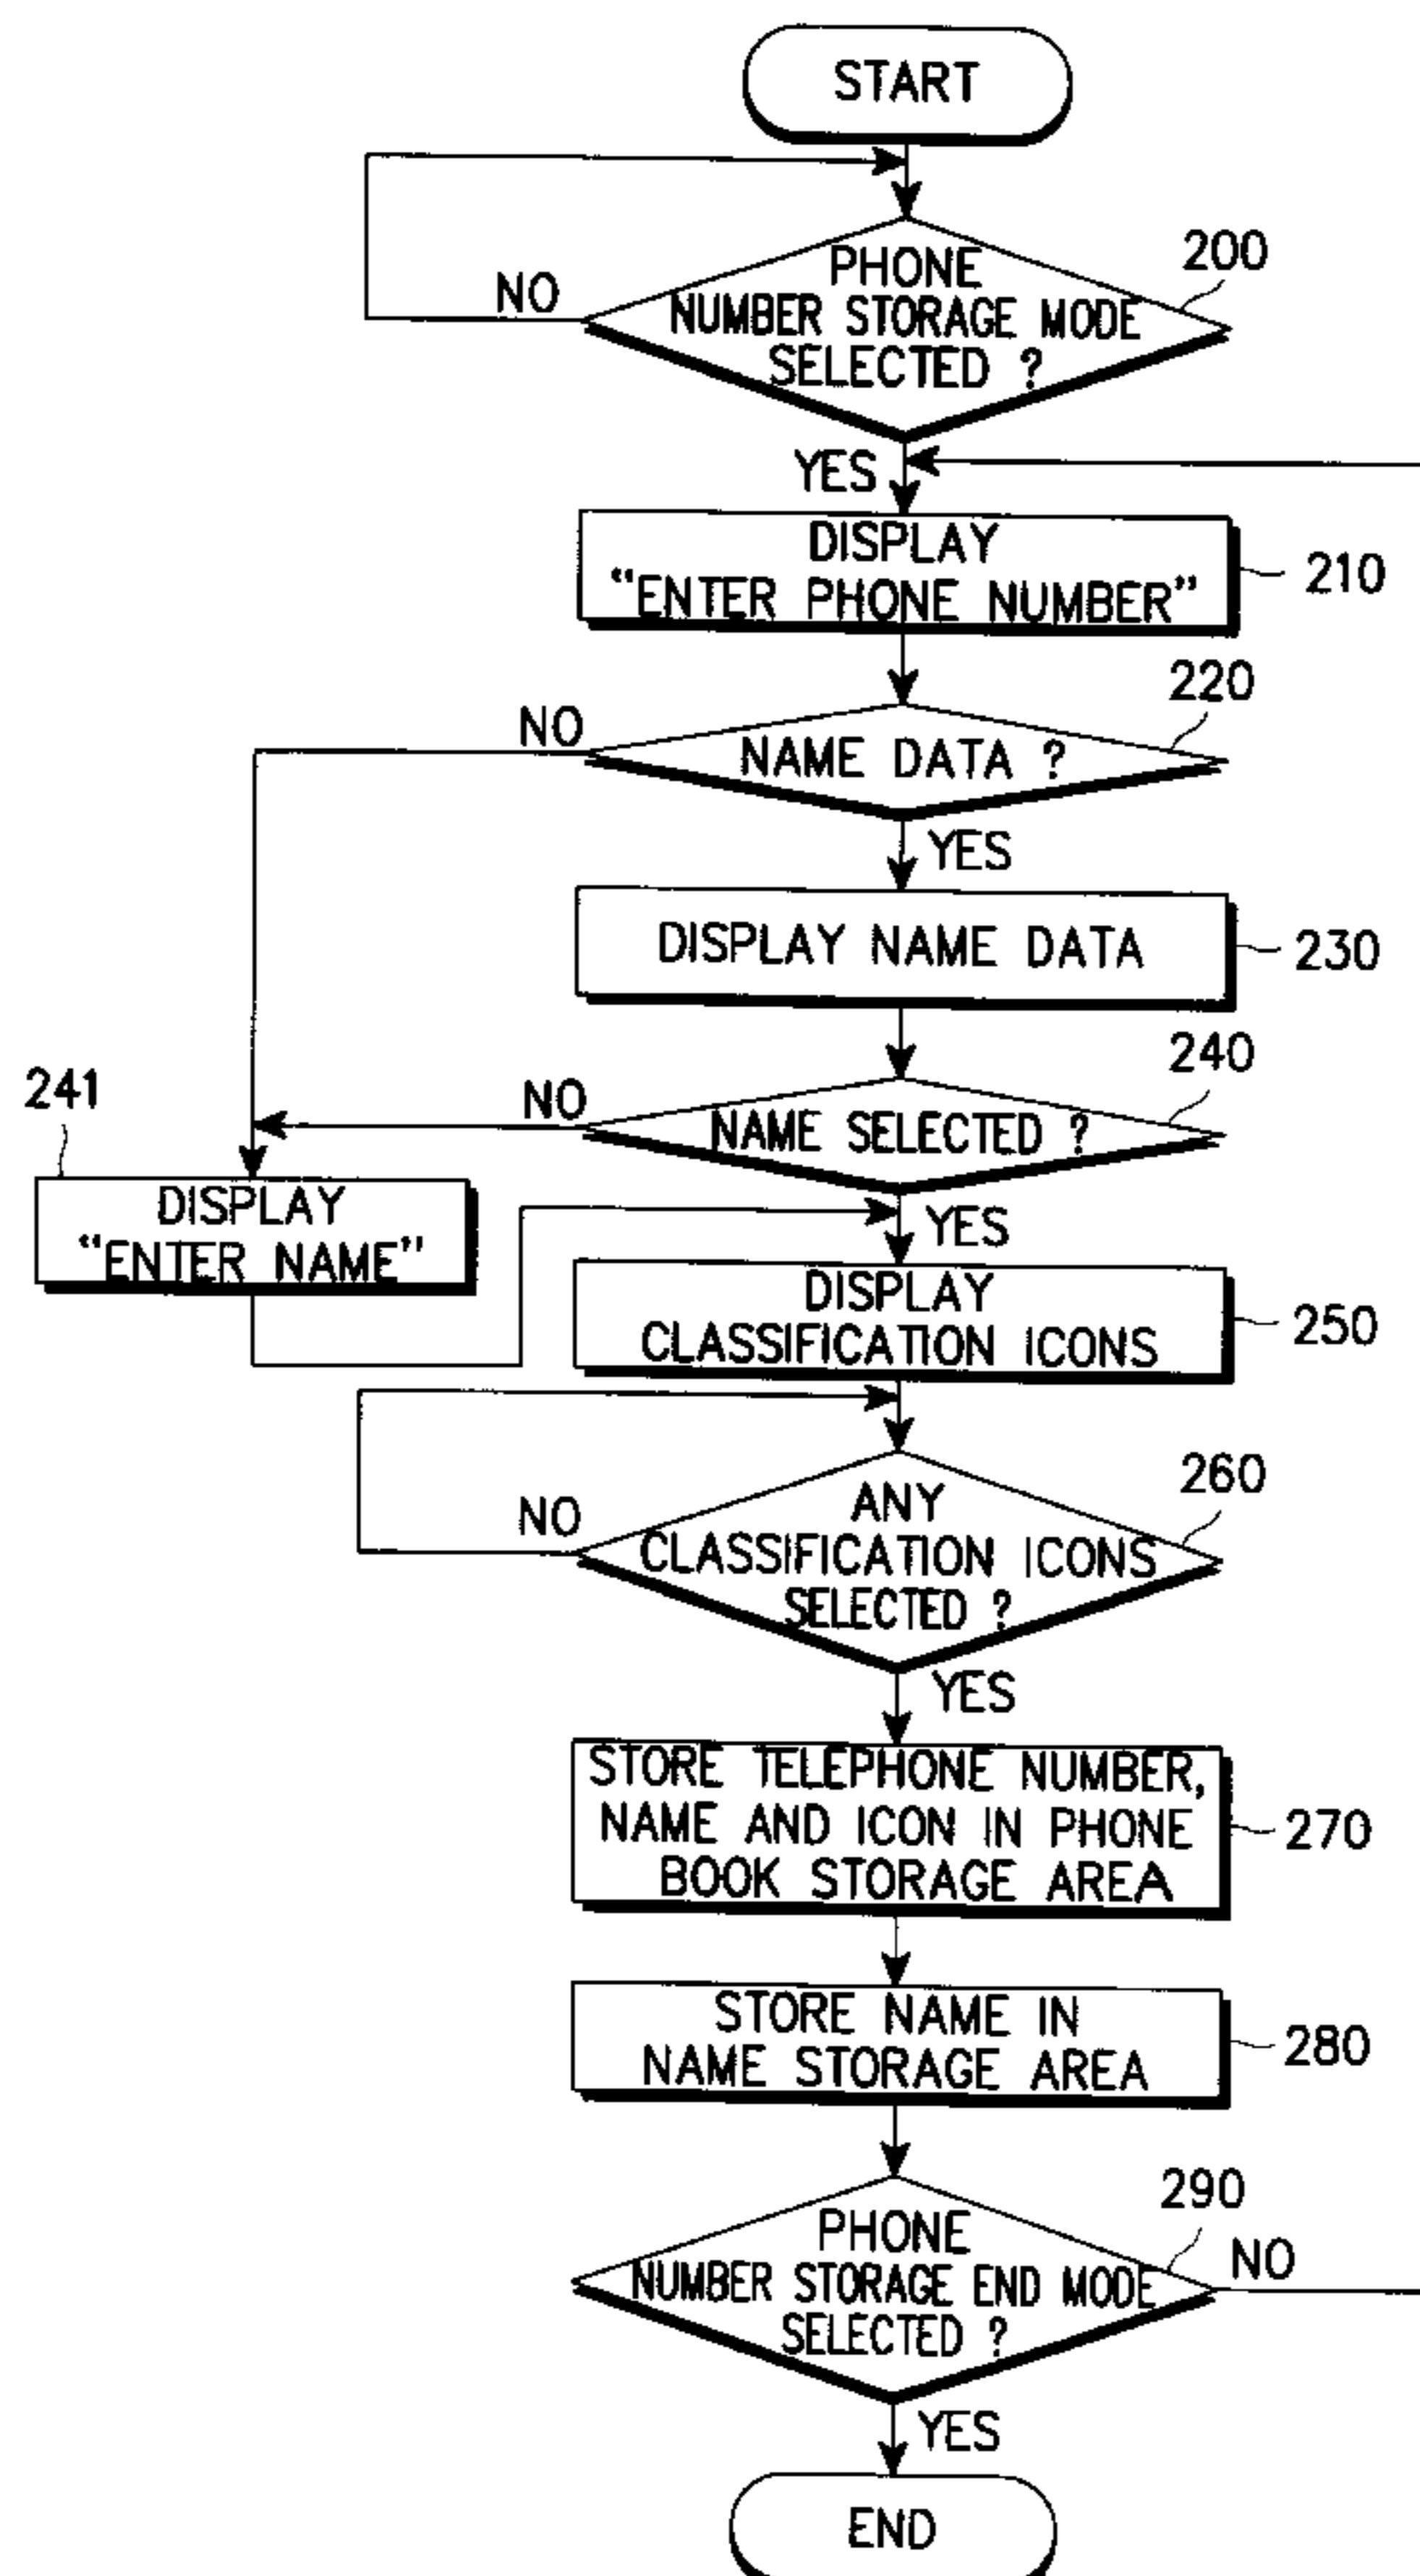 START
PHONE
NUMBER STORAGE MODE
SELECTED ?
200
NO
YES
DISPLAY
“ENTER PHONE NUMBER”
210
220
NO
NAME DATA ?
YES
DISPLAY NAME DATA
230
240
241
NO
NAME SELECTED ?
DISPLAY
“ENTER NAME”
YES
DISPLAY
CLASSIFICATION ICONS
250
260
NO
ANY
CLASSIFICATION ICONS
SELECTED ?
YES
STORE TELEPHONE NUMBER,
NAME AND ICON IN PHONE
BOOK STORAGE AREA
270
STORE NAME IN
NAME STORAGE AREA
280
290
PHONE
NUMBER STORAGE END MODE
SELECTED ?
NO
YES
END